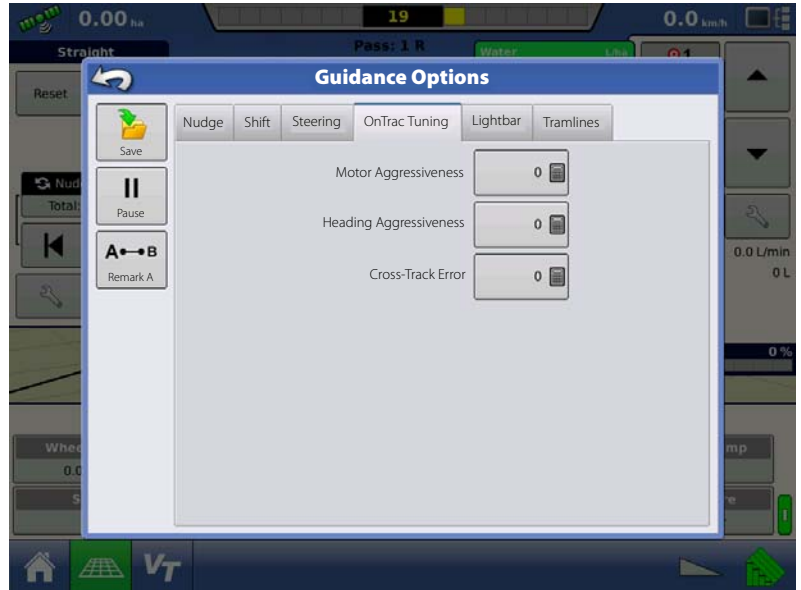 0.00 ha
19
0.0 km/h
Straight
Pass: 1 R
Water L/ha
1
Guidance Options
Reset
Save
Nudge Shift Steering OnTrac Tuning Lightbar Tramlines
Motor Aggressiveness 0
Pause
Heading Aggressiveness 0
Total:
A B
Remark A
Cross-Track Error 0
0.0 L/min
0 L
0 %
VT